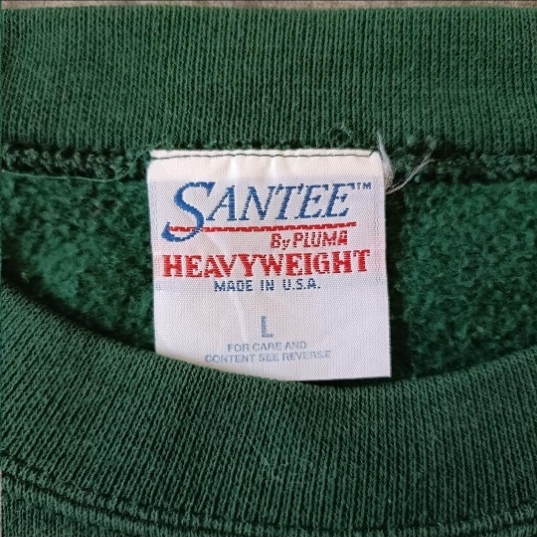 SANTEE™
By PLUMA
HEAVYWEIGHT
MADE IN U.S.A.
L
FOR CARE AND
CONTENT SEE REVERSE